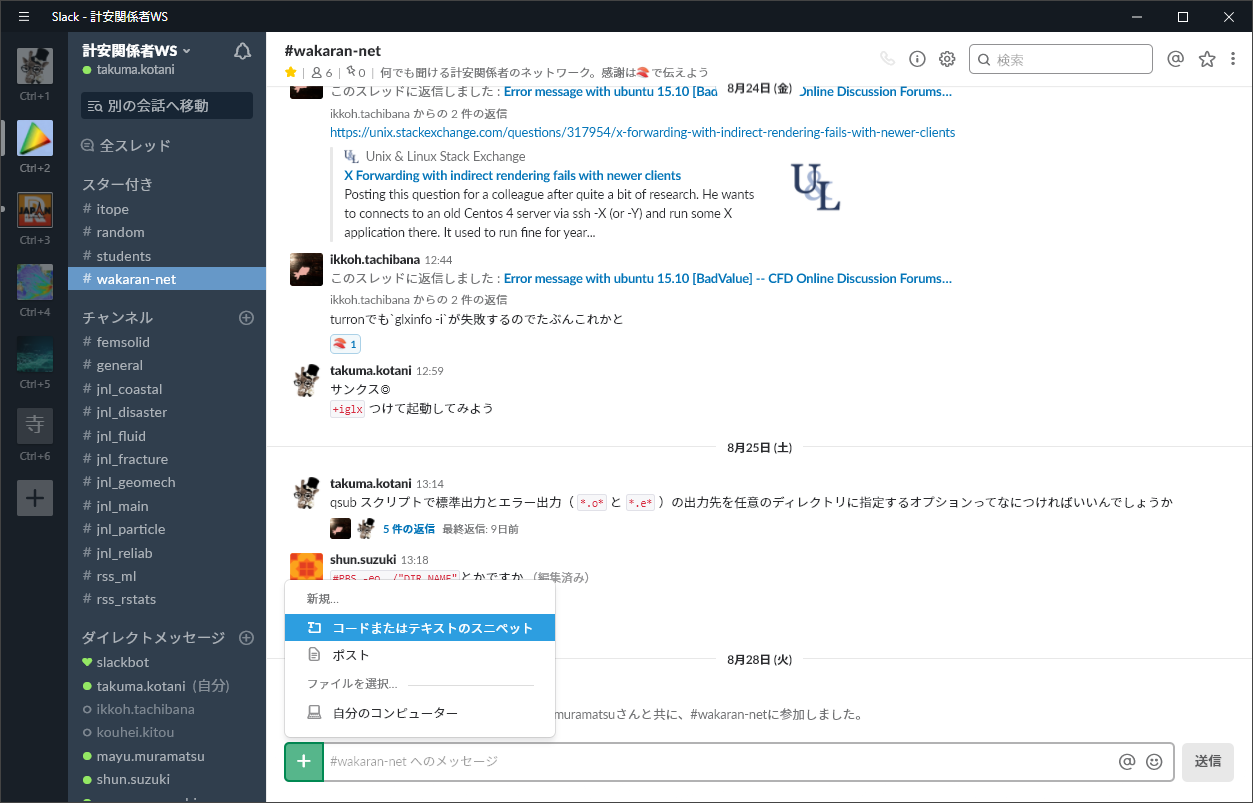 Slack - 計安関係者WS
Ctrl+1
Ctrl+2
JAPAN
Ctrl+3
Ctrl+4
Ctrl+5
寺
Ctrl+6
計安関係者WS
takuma.kotani
別の会話へ移動
全スレッド
スター付き
# itope
# random
# students
# wakaran-net
チャンネル
# femsolid
# general
# jnl_coastal
# jnl_disaster
# jnl_fluid
# jnl_fracture
# jnl_geomech
# jnl_main
# jnl_particle
# jnl_reliab
# rss_ml
# rss_rstats
ダイレクトメッセージ
slackbot
takuma.kotani (自分)
ikkoh.tachibana
kouhei.kitou
mayu.muramatsu
shun.suzuki
#wakaran-net
6 | 0 | 何でも聞ける計安関係者のネットワーク。感謝は で伝えよう
検索
8月24日 (金)
このスレッドに返信しました : Error message with ubuntu 15.10 [Bad Online Discussion Forums...
ikkoh.tachibana からの 2 件の返信
https://unix.stackexchange.com/questions/317954/x-forwarding-with-indirect-rendering-fails-with-newer-clients
Unix & Linux Stack Exchange
X Forwarding with indirect rendering fails with newer clients
Posting this question for a colleague after quite a bit of research. He wants
to connects to an old Centos 4 server via ssh -X (or -Y) and run some X
application there. It used to run fine for year...
U&L
ikkoh.tachibana 12:44
このスレッドに返信しました : Error message with ubuntu 15.10 [BadValue] -- CFD Online Discussion Forums...
ikkoh.tachibana からの 2 件の返信
turronでも`glxinfo -i`が失敗するのでたぶんこれかと
1
takuma.kotani 12:59
サンクス◎
+iglx つけて起動してみよう
8月25日 (土)
takuma.kotani 13:14
qsub スクリプトで標準出力とエラー出力（ *.o* と *.e* ）の出力先を任意のディレクトリに指定するオプションってなにつければいいんでしょうか
5 件の返信 最終返信: 9日前
shun.suzuki 13:18
#PBS -eo ./"DIR_NAME" とかですか (編集済み)
新規...
コードまたはテキストのスニペット
ポスト
ファイルを選択...
自分のコンピューター
8月28日 (火)
muramatsuさんと共に、#wakaran-netに参加しました。
#wakaran-net へのメッセージ
送信